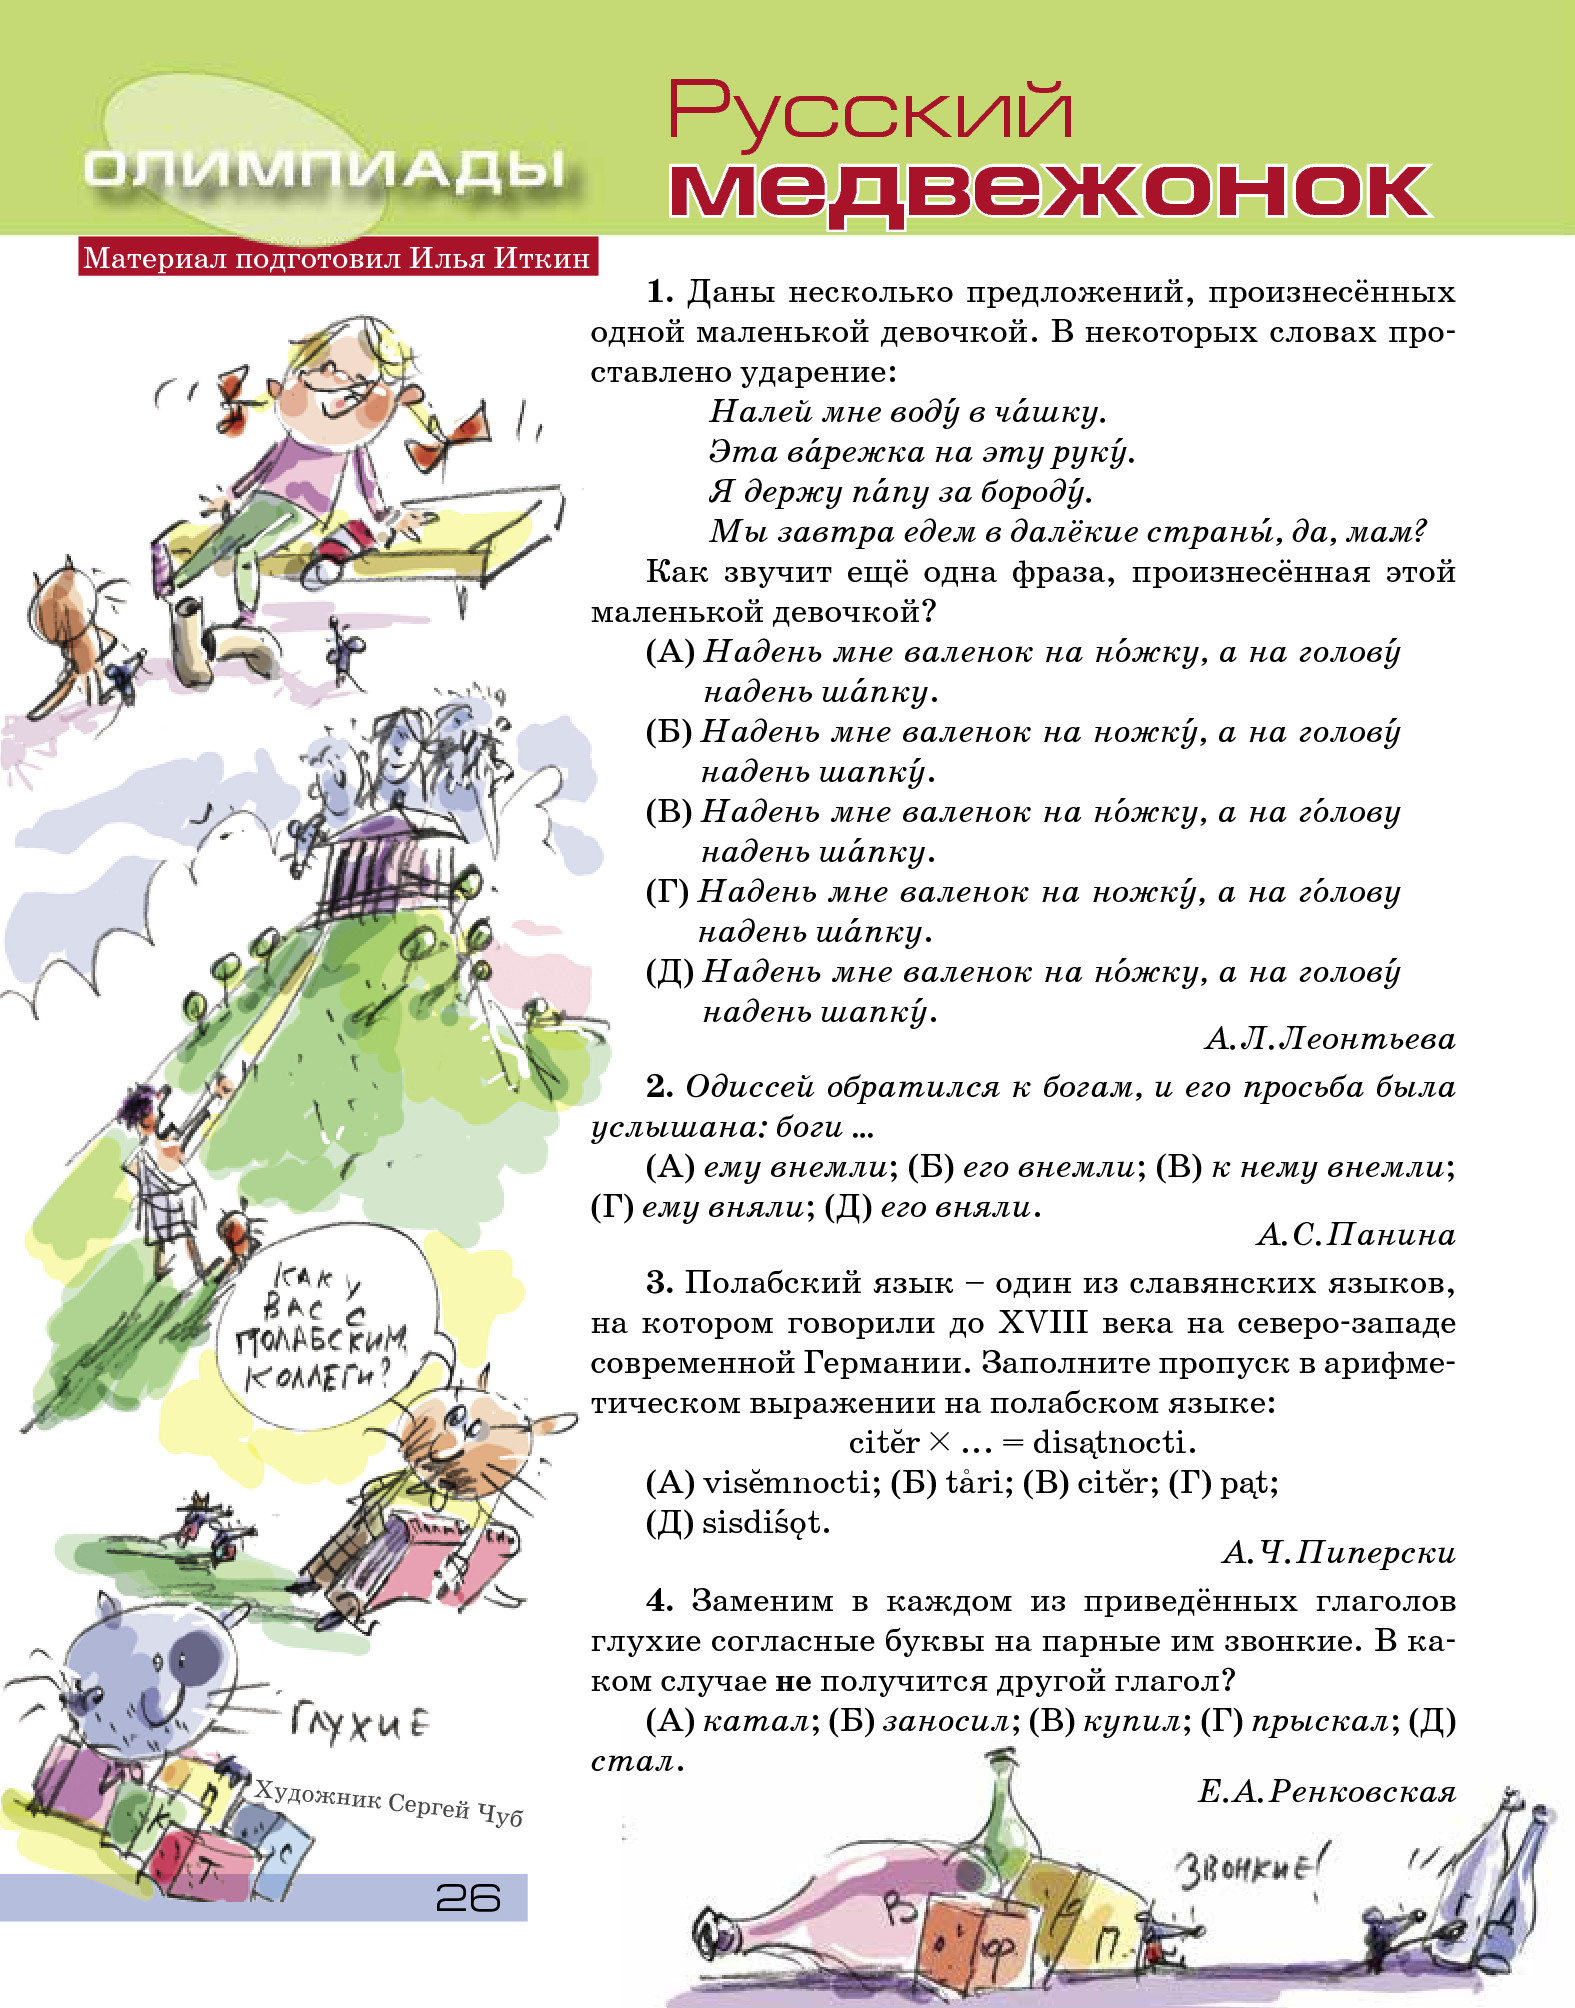 ОЛИМПИАДЫ
Русский
медвежонок
Материал подготовил Илья Иткин
1. Даны несколько предложений, произнесённых
одной маленькой девочкой. В некоторых словах про-
ставлено ударение:
Налей мне воду́ в ча́шку.
Эта ва́режка на эту руку́.
Я держу па́пу за бороду́.
Мы завтра едем в далёкие страны́, да, мам?
Как звучит ещё одна фраза, произнесённая этой
маленькой девочкой?
(А) Надень мне валенок на но́жку, а на голову́
надень ша́пку.
(Б) Надень мне валенок на ножку́, а на голову́
надень шапку́.
(В) Надень мне валенок на но́жку, а на го́лову
надень ша́пку.
(Г) Надень мне валенок на ножку́, а на го́лову
надень ша́пку.
(Д) Надень мне валенок на но́жку, а на голову́
надень шапку́.
А.Л.Леонтьева
2. Одиссей обратился к богам, и его просьба была
услышана: боги ...
(А) ему внемли; (Б) его внемли; (В) к нему внемли;
(Г) ему вняли; (Д) его вняли.
А.С.Панина
3. Полабский язык – один из славянских языков,
на котором говорили до XVIII века на северо-западе
современной Германии. Заполните пропуск в арифме-
тическом выражении на полабском языке:
citĕr × ... = disątnocti.
(А) visĕmnocti; (Б) tåri; (В) citĕr; (Г) pąt;
(Д) sisdiśǫt.
А.Ч.Пиперски
4. Заменим в каждом из приведённых глаголов
глухие согласные буквы на парные им звонкие. В ка-
ком случае не получится другой глагол?
(А) катал; (Б) заносил; (В) купил; (Г) прыскал; (Д)
стал.
Е.А.Ренковская
КАК У
ВАС С
ПОЛАБСКИМ,
КОЛЛЕГИ?
ГЛУХИЕ
П
К
Т
С
Художник Сергей Чуб
26
ЗВОНКИЕ!
В
Ф
П